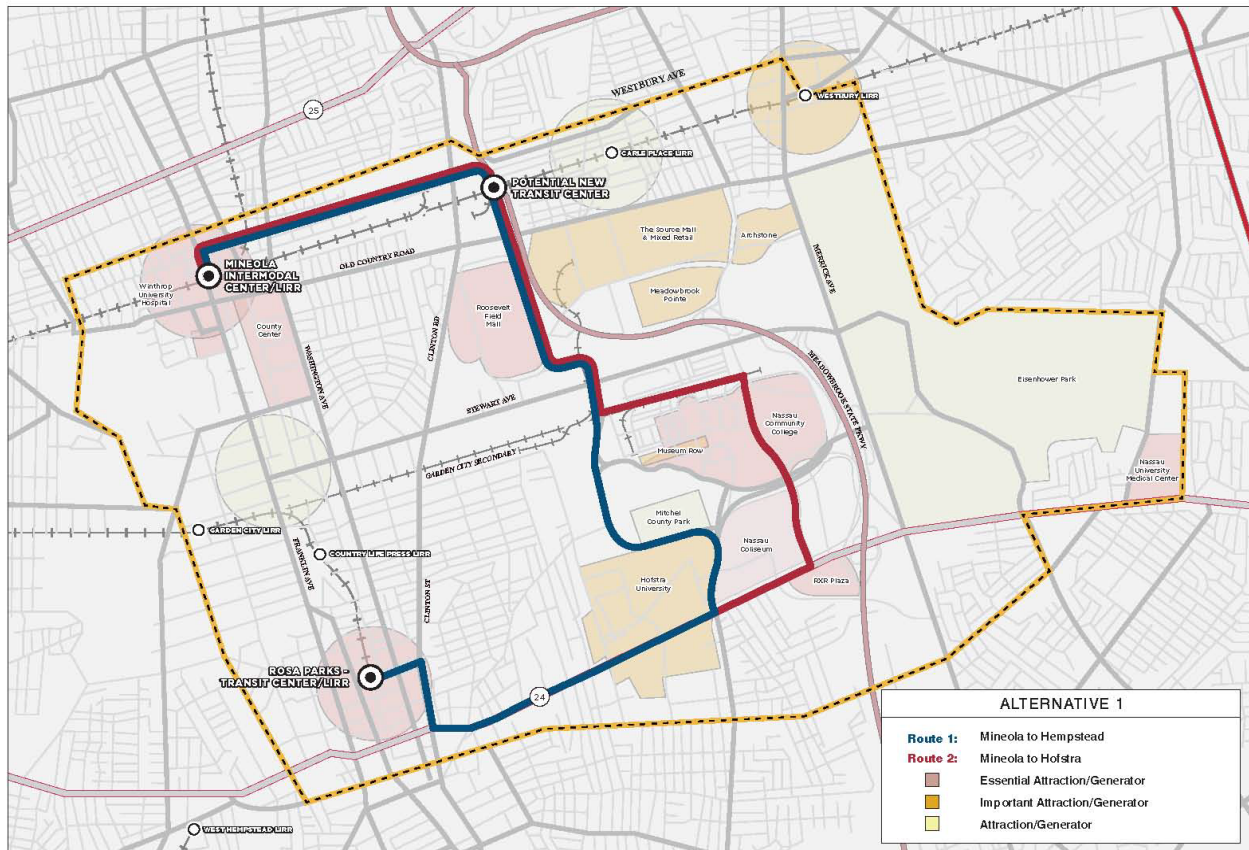 WESTBURY AVE
WESTBURY LIRR
25
CARLE PLACE LIRR
POTENTIAL NEW
TRANSIT CENTER
The Source Mall
& Mixed Retail
Archstone
MINEOLA
INTERMODAL
CENTER/LIRR
OLD COUNTRY ROAD
MERRICK AVE
Winthrop
University
Hospital
Meadowbrook
Pointe
Roosevelt
Field
Mall
County
Center
CLINTON RD
WASHINGTON AVE
MEADOWBROOK STATE PKWY
Eisenhower Park
STEWART AVE
Nassau
Community
College
Museum Row
GARDEN CITY SECONDARY
Nassau
University
Medical Center
Mitchel
County Park
GARDEN CITY LIRR
Nassau
Coliseum
COUNTRY LIFE PRESS LIRR
FRANKLIN AVE
CLINTON ST
Hofstra
University
RXR Plaza
ROSA PARKS -
TRANSIT CENTER/LIRR
24
WEST HEMPSTEAD LIRR
ALTERNATIVE 1
Route 1: Mineola to Hempstead
Route 2: Mineola to Hofstra
Essential Attraction/Generator
Important Attraction/Generator
Attraction/Generator